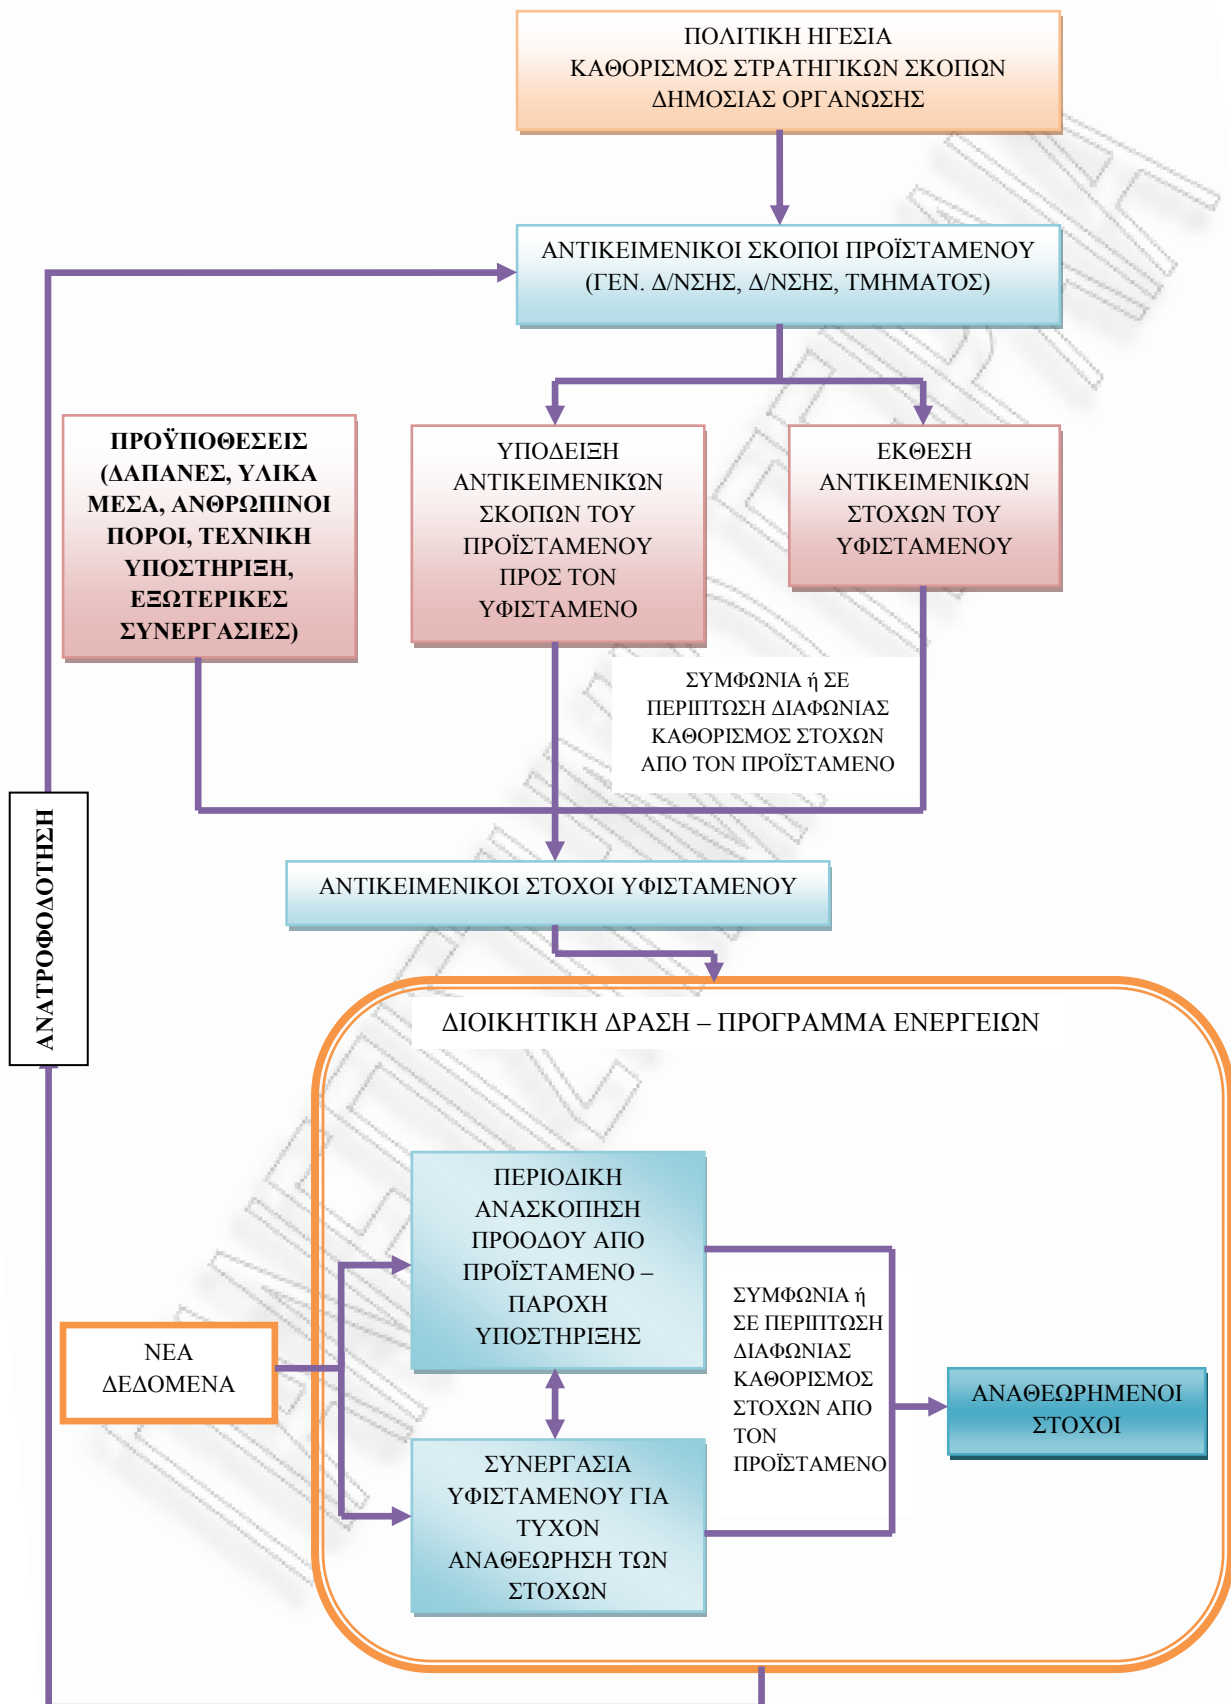 ΠΟΛΙΤΙΚΗ ΗΓΕΣΙΑ
ΚΑΘΟΡΙΣΜΟΣ ΣΤΡΑΤΗΓΙΚΩΝ ΣΚΟΠΩΝ
ΔΗΜΟΣΙΑΣ ΟΡΓΑΝΩΣΗΣ
ΑΝΤΙΚΕΙΜΕΝΙΚΟΙ ΣΚΟΠΟΙ ΠΡΟΪΣΤΑΜΕΝΟΥ
(ΓΕΝ. Δ/ΝΣΗΣ, Δ/ΝΣΗΣ, ΤΜΗΜΑΤΟΣ)
ΠΡΟΫΠΟΘΕΣΕΙΣ
(ΔΑΠΑΝΕΣ, ΥΛΙΚΑ
ΜΕΣΑ, ΑΝΘΡΩΠΙΝΟΙ
ΠΟΡΟΙ, ΤΕΧΝΙΚΗ
ΥΠΟΣΤΗΡΙΞΗ,
ΕΞΩΤΕΡΙΚΕΣ
ΣΥΝΕΡΓΑΣΙΕΣ)
ΥΠΟΔΕΙΞΗ
ΑΝΤΙΚΕΙΜΕΝΙΚΏΝ
ΣΚΟΠΩΝ ΤΟΥ
ΠΡΟΪΣΤΑΜΕΝΟΥ
ΠΡΟΣ ΤΟΝ
ΥΦΙΣΤΑΜΕΝΟ
ΕΚΘΕΣΗ
ΑΝΤΙΚΕΙΜΕΝΙΚΩΝ
ΣΤΟΧΩΝ ΤΟΥ
ΥΦΙΣΤΑΜΕΝΟΥ
ΣΥΜΦΩΝΙΑ ή ΣΕ
ΠΕΡΙΠΤΩΣΗ ΔΙΑΦΩΝΙΑΣ
ΚΑΘΟΡΙΣΜΟΣ ΣΤΟΧΩΝ
ΑΠΟ ΤΟΝ ΠΡΟΪΣΤΑΜΕΝΟ
ΑΝΤΙΚΕΙΜΕΝΙΚΟΙ ΣΤΟΧΟΙ ΥΦΙΣΤΑΜΕΝΟΥ
ΑΝΑΤΡΟΦΟΔΟΤΗΣΗ
ΔΙΟΙΚΗΤΙΚΗ ΔΡΑΣΗ – ΠΡΟΓΡΑΜΜΑ ΕΝΕΡΓΕΙΩΝ
ΠΕΡΙΟΔΙΚΗ
ΑΝΑΣΚΟΠΗΣΗ
ΠΡΟΟΔΟΥ ΑΠΟ
ΠΡΟΪΣΤΑΜΕΝΟ –
ΠΑΡΟΧΗ
ΥΠΟΣΤΗΡΙΞΗΣ
ΝΕΑ
ΔΕΔΟΜΕΝΑ
ΣΥΜΦΩΝΙΑ ή
ΣΕ ΠΕΡΙΠΤΩΣΗ
ΔΙΑΦΩΝΙΑΣ
ΚΑΘΟΡΙΣΜΟΣ
ΣΤΟΧΩΝ ΑΠΟ
ΤΟΝ
ΠΡΟΪΣΤΑΜΕΝΟ
ΑΝΑΘΕΩΡΗΜΕΝΟΙ
ΣΤΟΧΟΙ
ΣΥΝΕΡΓΑΣΙΑ
ΥΦΙΣΤΑΜΕΝΟΥ ΓΙΑ
ΤΥΧΟΝ
ΑΝΑΘΕΩΡΗΣΗ ΤΩΝ
ΣΤΟΧΩΝ